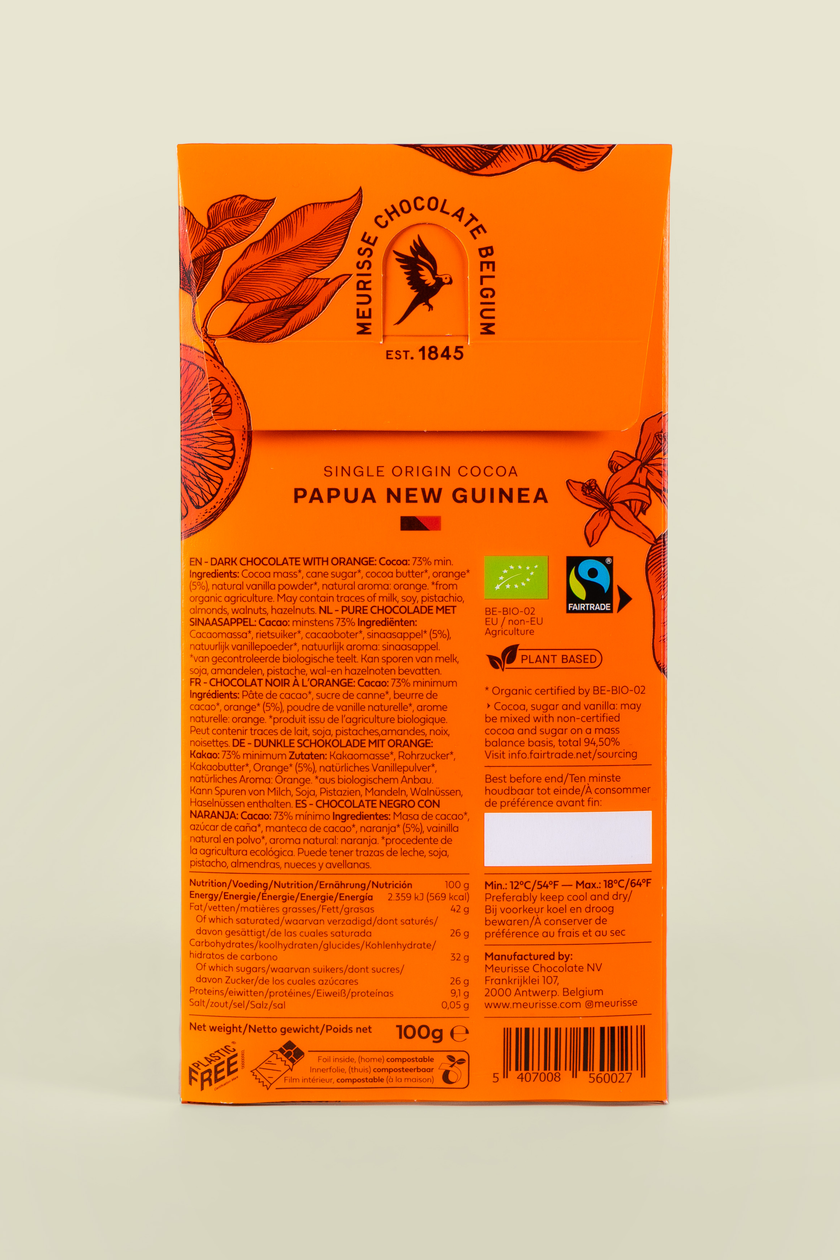 MEURISSE CHOCOLATE BELGIUM
EST. 1845
SINGLE ORIGIN COCOA
PAPUA NEW GUINEA
EN - DARK CHOCOLATE WITH ORANGE: Cocoa: 73% min.
Ingredients: Cocoa mass*, cane sugar*, cocoa butter*, orange*
(5%), natural vanilla powder*, natural aroma: orange. *from
organic agriculture. May contain traces of milk, soy, pistachio,
almonds, walnuts, hazelnuts. NL - PURE CHOCOLADE MET
SINAASAPPEL: Cacao: minstens 73% Ingrediënten:
Cacaomassa*, rietsuiker*, cacaoboter*, sinaasappel* (5%),
natuurlijk vanillepoeder*, natuurlijk aroma: sinaasappel.
*van gecontroleerde biologische teelt. Kan sporen van melk,
soja, amandelen, pistache, wal-en hazelnoten bevatten.
FR - CHOCOLAT NOIR À L'ORANGE: Cacao: 73% minimum
Ingrédients: Pâte de cacao*, sucre de canne*, beurre de
cacao*, orange* (5%), poudre de vanille naturelle*, arome
naturelle: orange. *produit issu de l'agriculture biologique.
Peut contenir traces de lait, soja, pistaches,amandes, noix,
noisettes. DE - DUNKLE SCHOKOLADE MIT ORANGE:
Kakao: 73% minimum Zutaten: Kakaomasse*, Rohrzucker*,
Kakaobutter*, Orange* (5%), natürliches Vanillepulver*,
natürliches Aroma: Orange. *aus biologischem Anbau.
Kann Spuren von Milch, Soja, Pistazien, Mandeln, Walnüssen,
Haselnüssen enthalten. ES - CHOCOLATE NEGRO CON
NARANJA: Cacao: 73% mínimo Ingredientes: Masa de cacao*,
azúcar de caña*, manteca de cacao*, naranja* (5%), vainilla
natural en polvo*, aroma natural: naranja. *procedente de
la agricultura ecológica. Puede tener trazas de leche, soja,
pistacho, almendras, nueces y avellanas.
Nutrition/Voeding/Nutrition/Ernährung/Nutrición 100 g
Energy/Energie/Énergie/Energie/Energía 2.359 kJ (569 kcal)
Fat/vetten/matières grasses/Fett/grasas 42 g
Of which saturated/waarvan verzadigd/dont saturés/
davon gesättigt/de las cuales saturada 26 g
Carbohydrates/koolhydraten/glucides/Kohlenhydrate/
hidratos de carbono 32 g
Of which sugars/waarvan suikers/dont sucres/
davon Zucker/de los cuales azúcares 26 g
Proteins/eiwitten/protéines/Eiweiß/proteínas 9,1 g
Salt/zout/sel/Salz/sal 0,05 g
Net weight/Netto gewicht/Poids net 100g ℮
PLASTIC
FREE
Foil inside, (home) compostable
Innerfolie, (thuis) composteerbaar
Film intérieur, compostable (à la maison)
FAIRTRADE
®
BE-BIO-02
EU / non-EU
Agriculture
PLANT BASED
* Organic certified by BE-BIO-02
Cocoa, sugar and vanilla: may
be mixed with non-certified
cocoa and sugar on a mass
balance basis, total 94,50%
Visit info.fairtrade.net/sourcing
Best before end/Ten minste
houdbaar tot einde/À consommer
de préférence avant fin:
Min.: 12°C/54°F — Max.: 18°C/64°F
Preferably keep cool and dry/
Bij voorkeur koel en droog
bewaren/À conserver de
préférence au frais et au sec
Manufactured by:
Meurisse Chocolate NV
Frankrijklei 107,
2000 Antwerp. Belgium
www.meurisse.com @meurisse
5 407008 560027